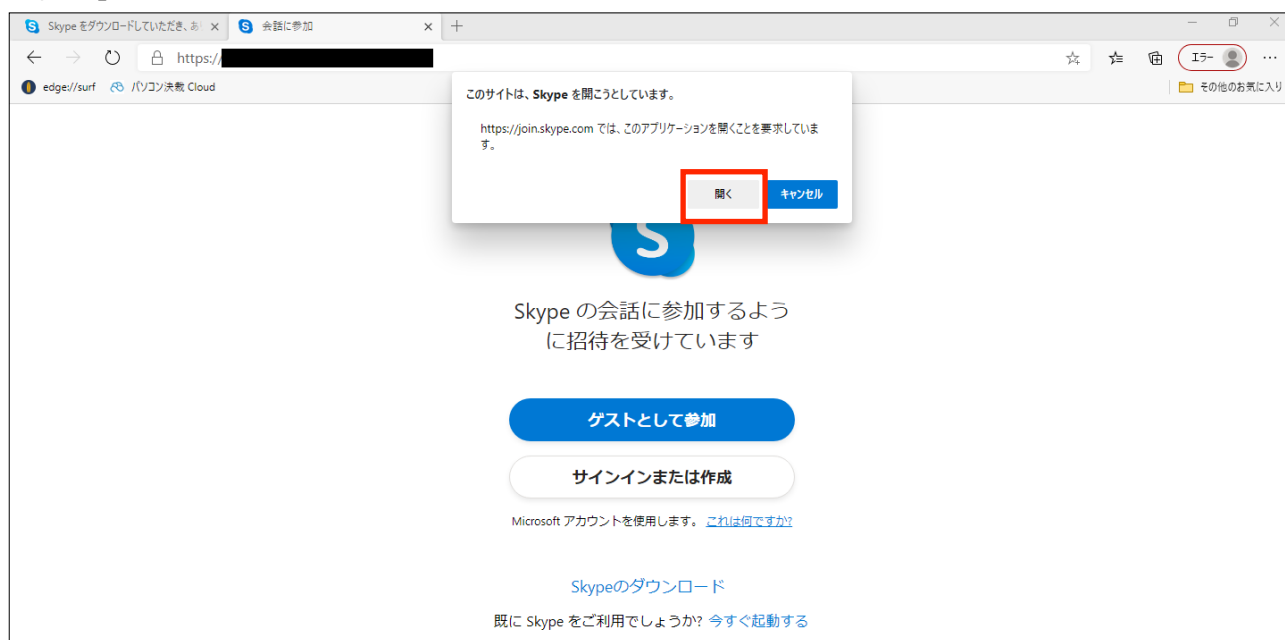 Skype をダウンロードしていただき、あり
会話に参加
https://
エラー
edge://surf
パソコン決裁 Cloud
その他のお気に入り
このサイトは、Skype を開こうとしています。
https://join.skype.com では、このアプリケーションを開くことを要求していま
す。
開く
キャンセル
S
Skype の会話に参加するよう
に招待を受けています
ゲストとして参加
サインインまたは作成
Microsoft アカウントを使用します。 これは何ですか?
Skypeのダウンロード
既に Skype をご利用でしょうか? 今すぐ起動する